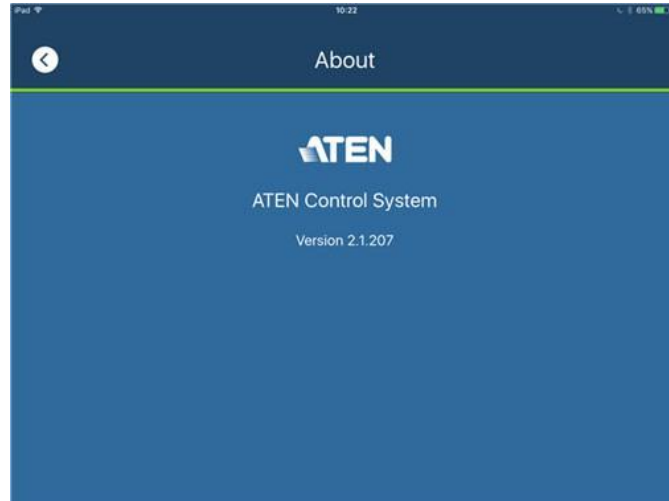 iPad 10:22 65%
About
ATEN
ATEN Control System
Version 2.1.207